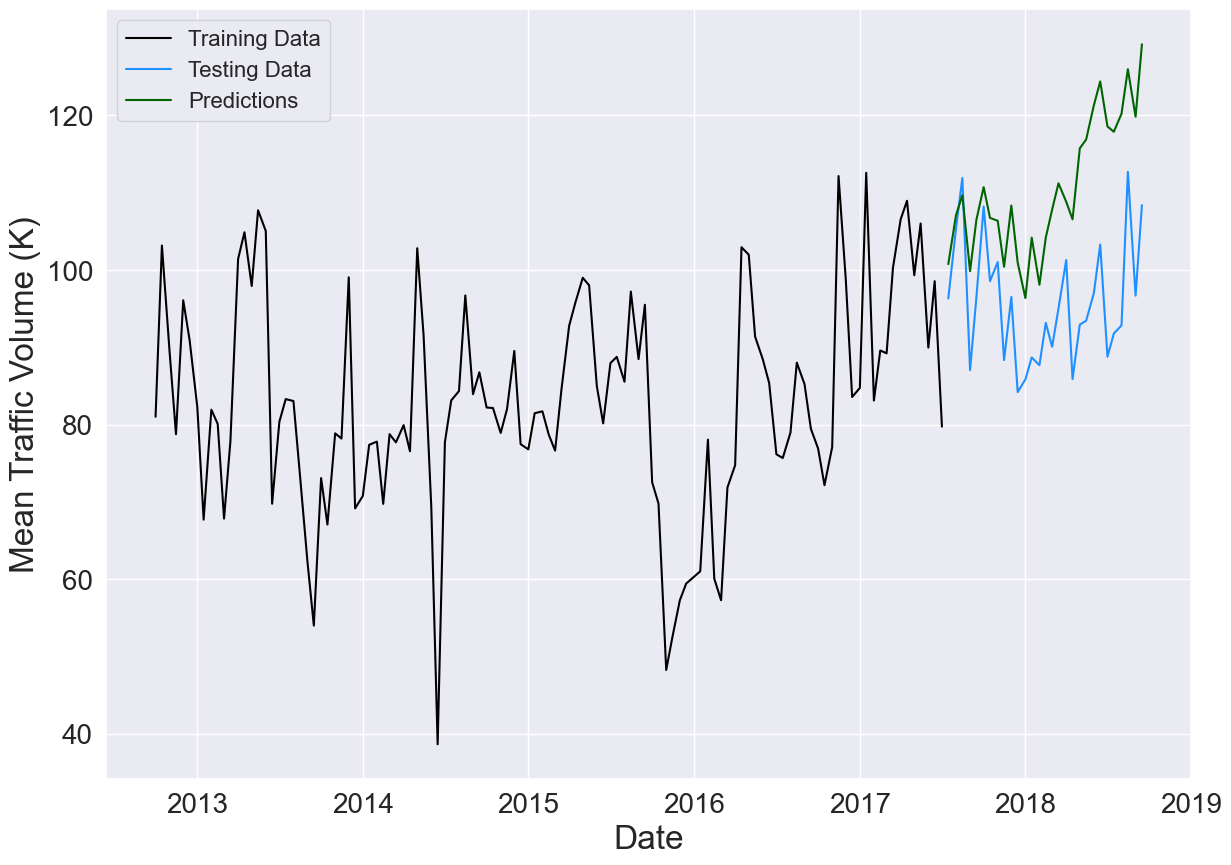 Training Data
Testing Data
Predictions
Mean Traffic Volume (K)
120
100
80
60
40
2013 2014 2015 2016 2017 2018 2019
Date